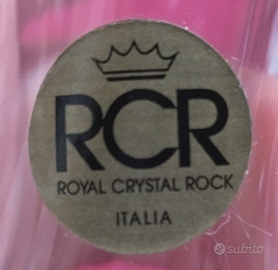 RCR
ROYAL CRYSTAL ROCK
ITALIA
subito